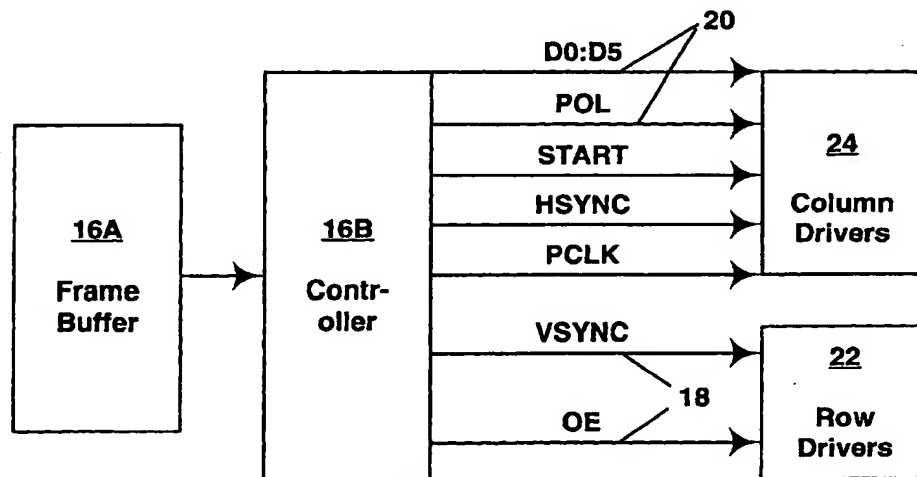 20
D0:D5
POL
START
HSYNC
PCLK
VSYNC
18
OE
16A
Frame
Buffer
16B
Contr-
oller
24
Column
Drivers
22
Row
Drivers